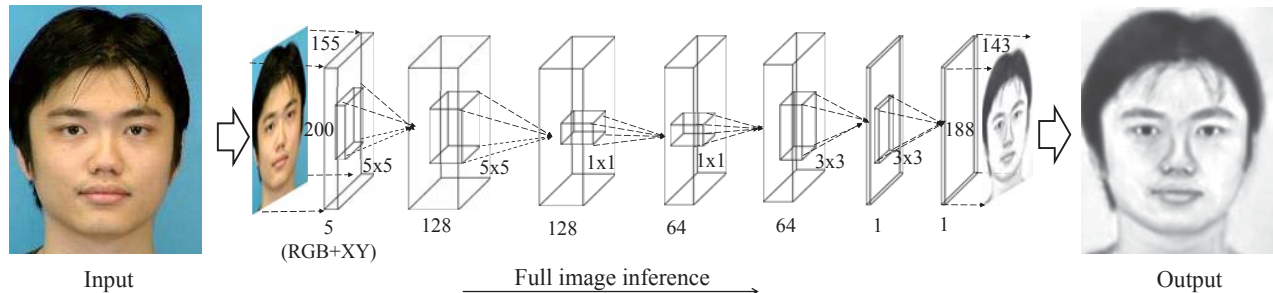 155
200
5x5
5x5
1x1
1x1
3x3
3x3
143
188
5
128
128
64
64
1
1
(RGB+XY)
Input
Full image inference
Output